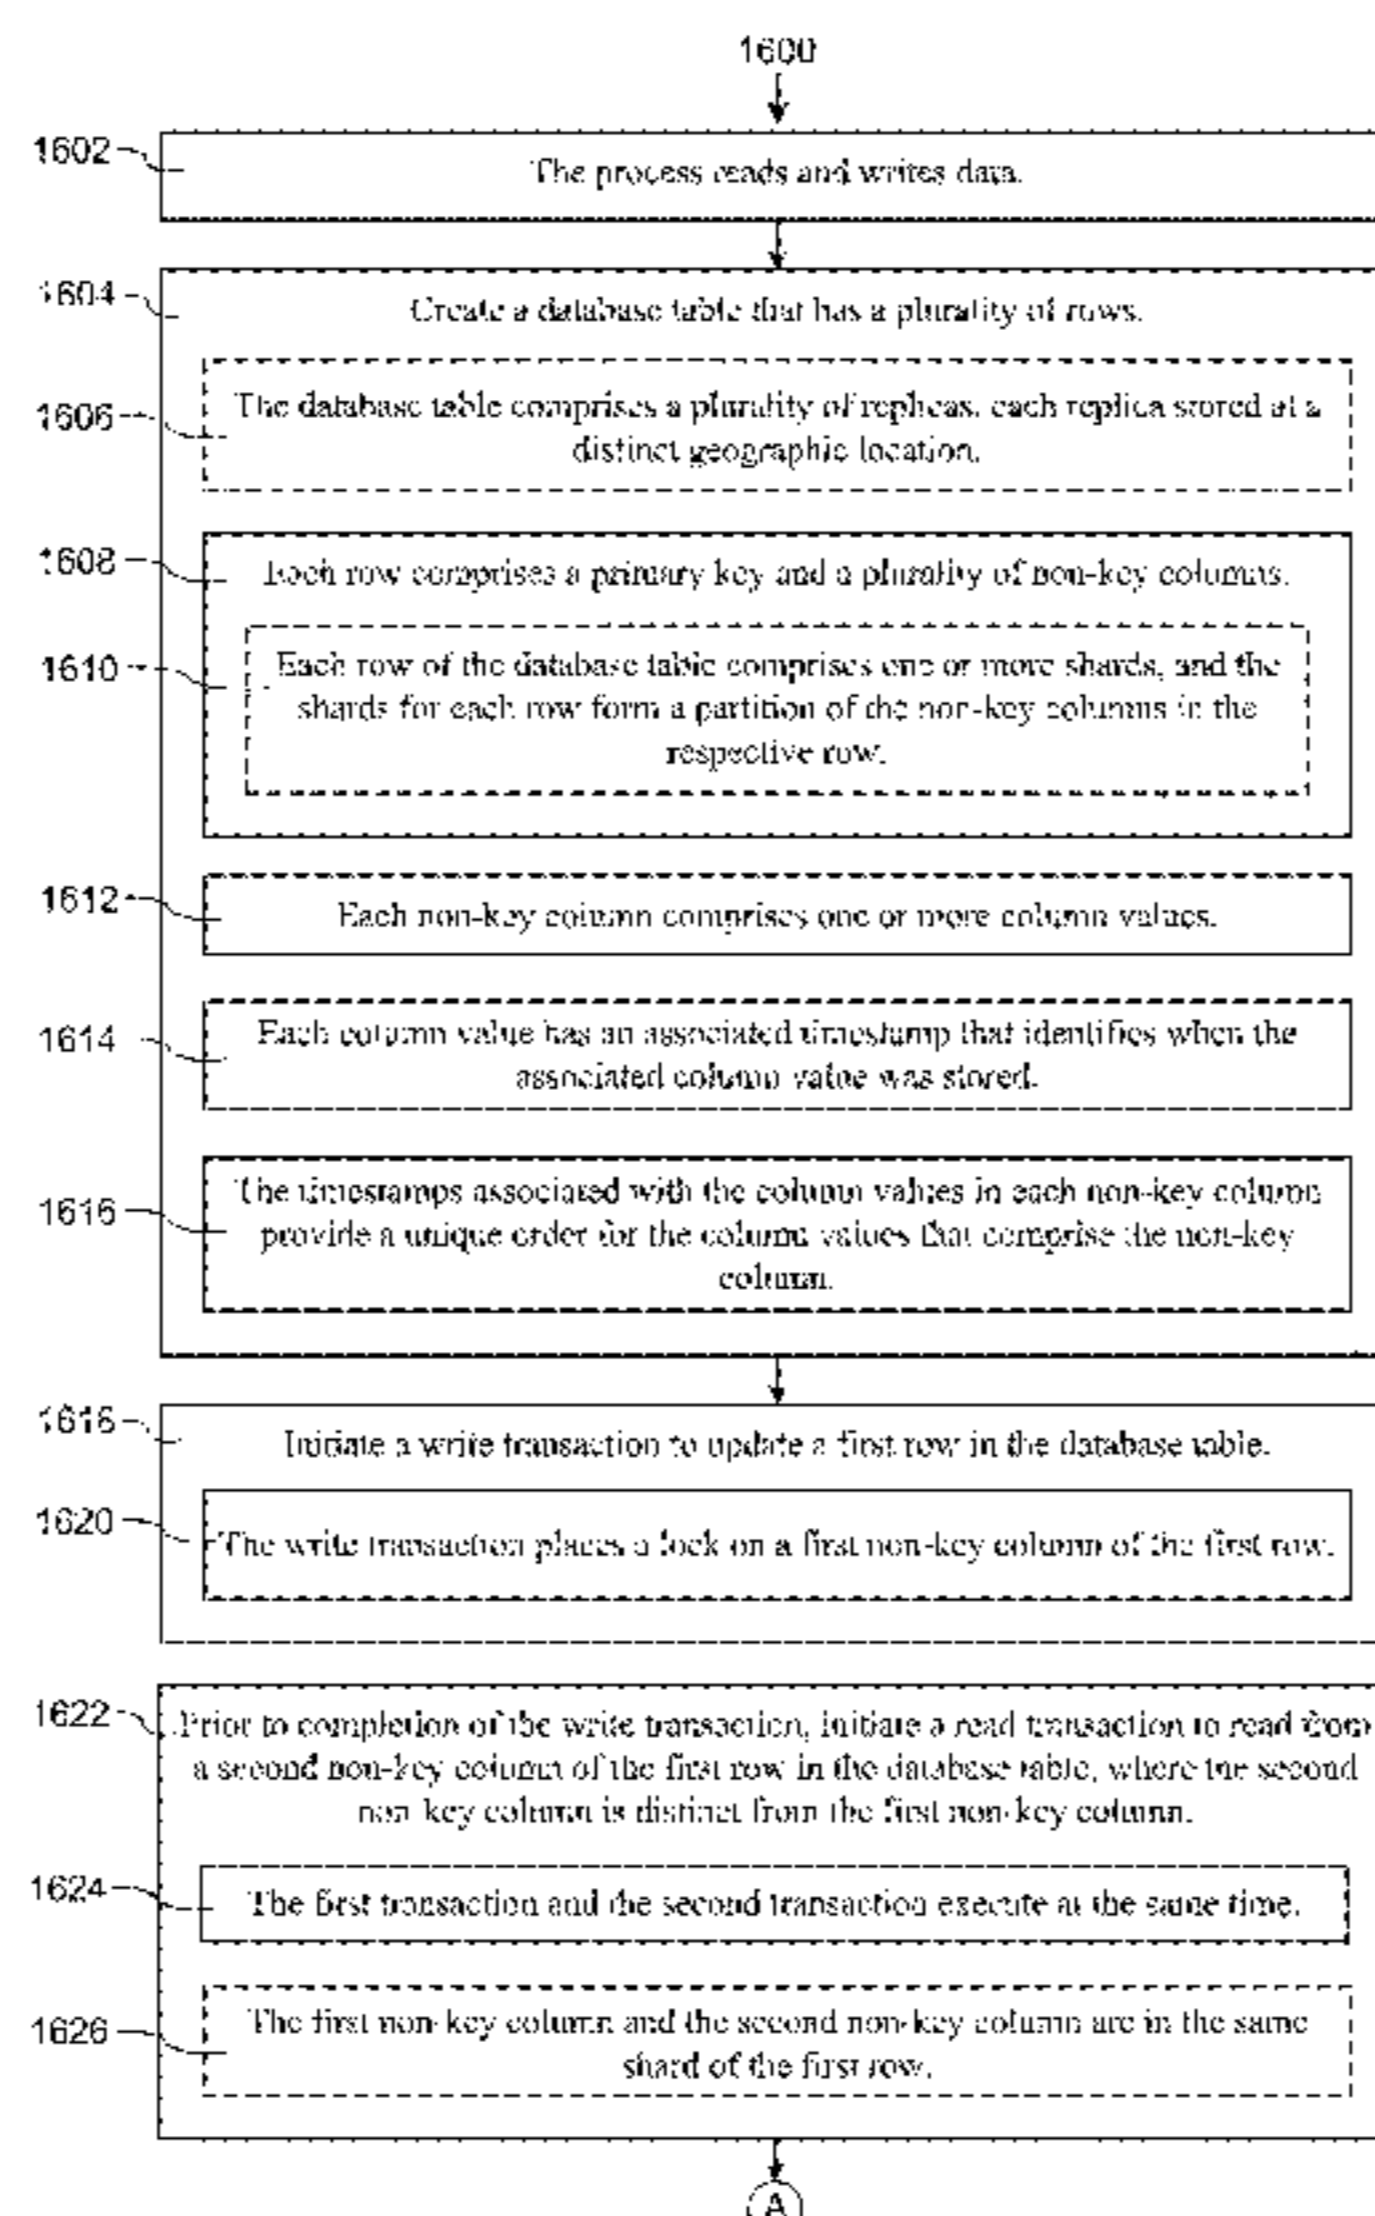 1600
1602
The process reads and writes data.
1604
Create a database table that has a plurality of rows.
1606
The database table comprises a plurality of replicas, each replica stored at a
distinct geographic location.
1608
Each row comprises a primary key and a plurality of non-key columns.
1610
Each row of the database table comprises one or more shards, and the
shards for each row form a partition of the non-key columns in the
respective row.
1612
Each non-key column comprises one or more column values.
1614
Each column value has an associated timestamp that identifies when the
associated column value was stored.
1616
The timestamps associated with the column values in each non-key column
provide a unique order for the column values that comprise the non-key
column.
1618
Initiate a write transaction to update a first row in the database table.
1620
The write transaction places a lock on a first non-key column of the first row.
1622
Prior to completion of the write transaction, initiate a read transaction to read from
a second non-key column of the first row in the database table, where the second
non-key column is distinct from the first non-key column.
1624
The first transaction and the second transaction execute at the same time.
1626
The first non-key column and the second non-key column are in the same
shard of the first row.
A